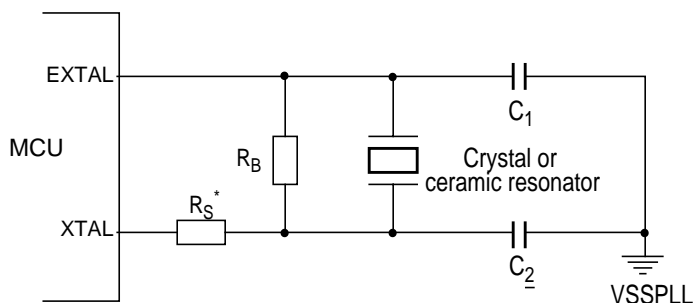 EXTAL
C1
MCU
RB
Crystal or
ceramic resonator
RS*
XTAL
C2
VSSPLL